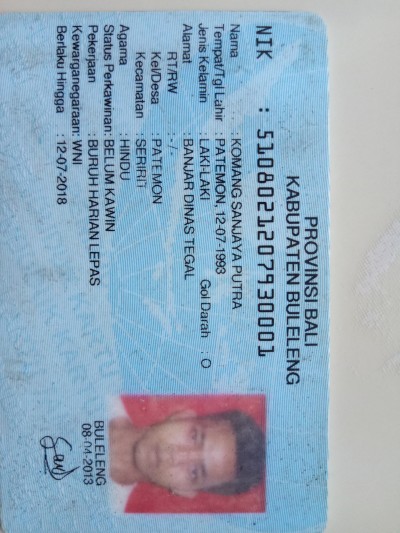 PROVINSI BALI
KABUPATEN BULELENG
NIK : 5108021207930001
Nama : KOMANG SANJAYA PUTRA
Tempat/Tgl Lahir : PATEMON, 12-07-1993
Jenis Kelamin : LAKI-LAKI Gol Darah : O
Alamat : BANJAR DINAS TEGAL
RT/RW : -/-
Kel/Desa : PATEMON
Kecamatan : SERIRIT
Agama : HINDU
Status Perkawinan: BELUM KAWIN
Pekerjaan : BURUH HARIAN LEPAS
Kewarganegaraan: WNI
Berlaku Hingga : 12-07-2018
BULELENG
08-04-2013